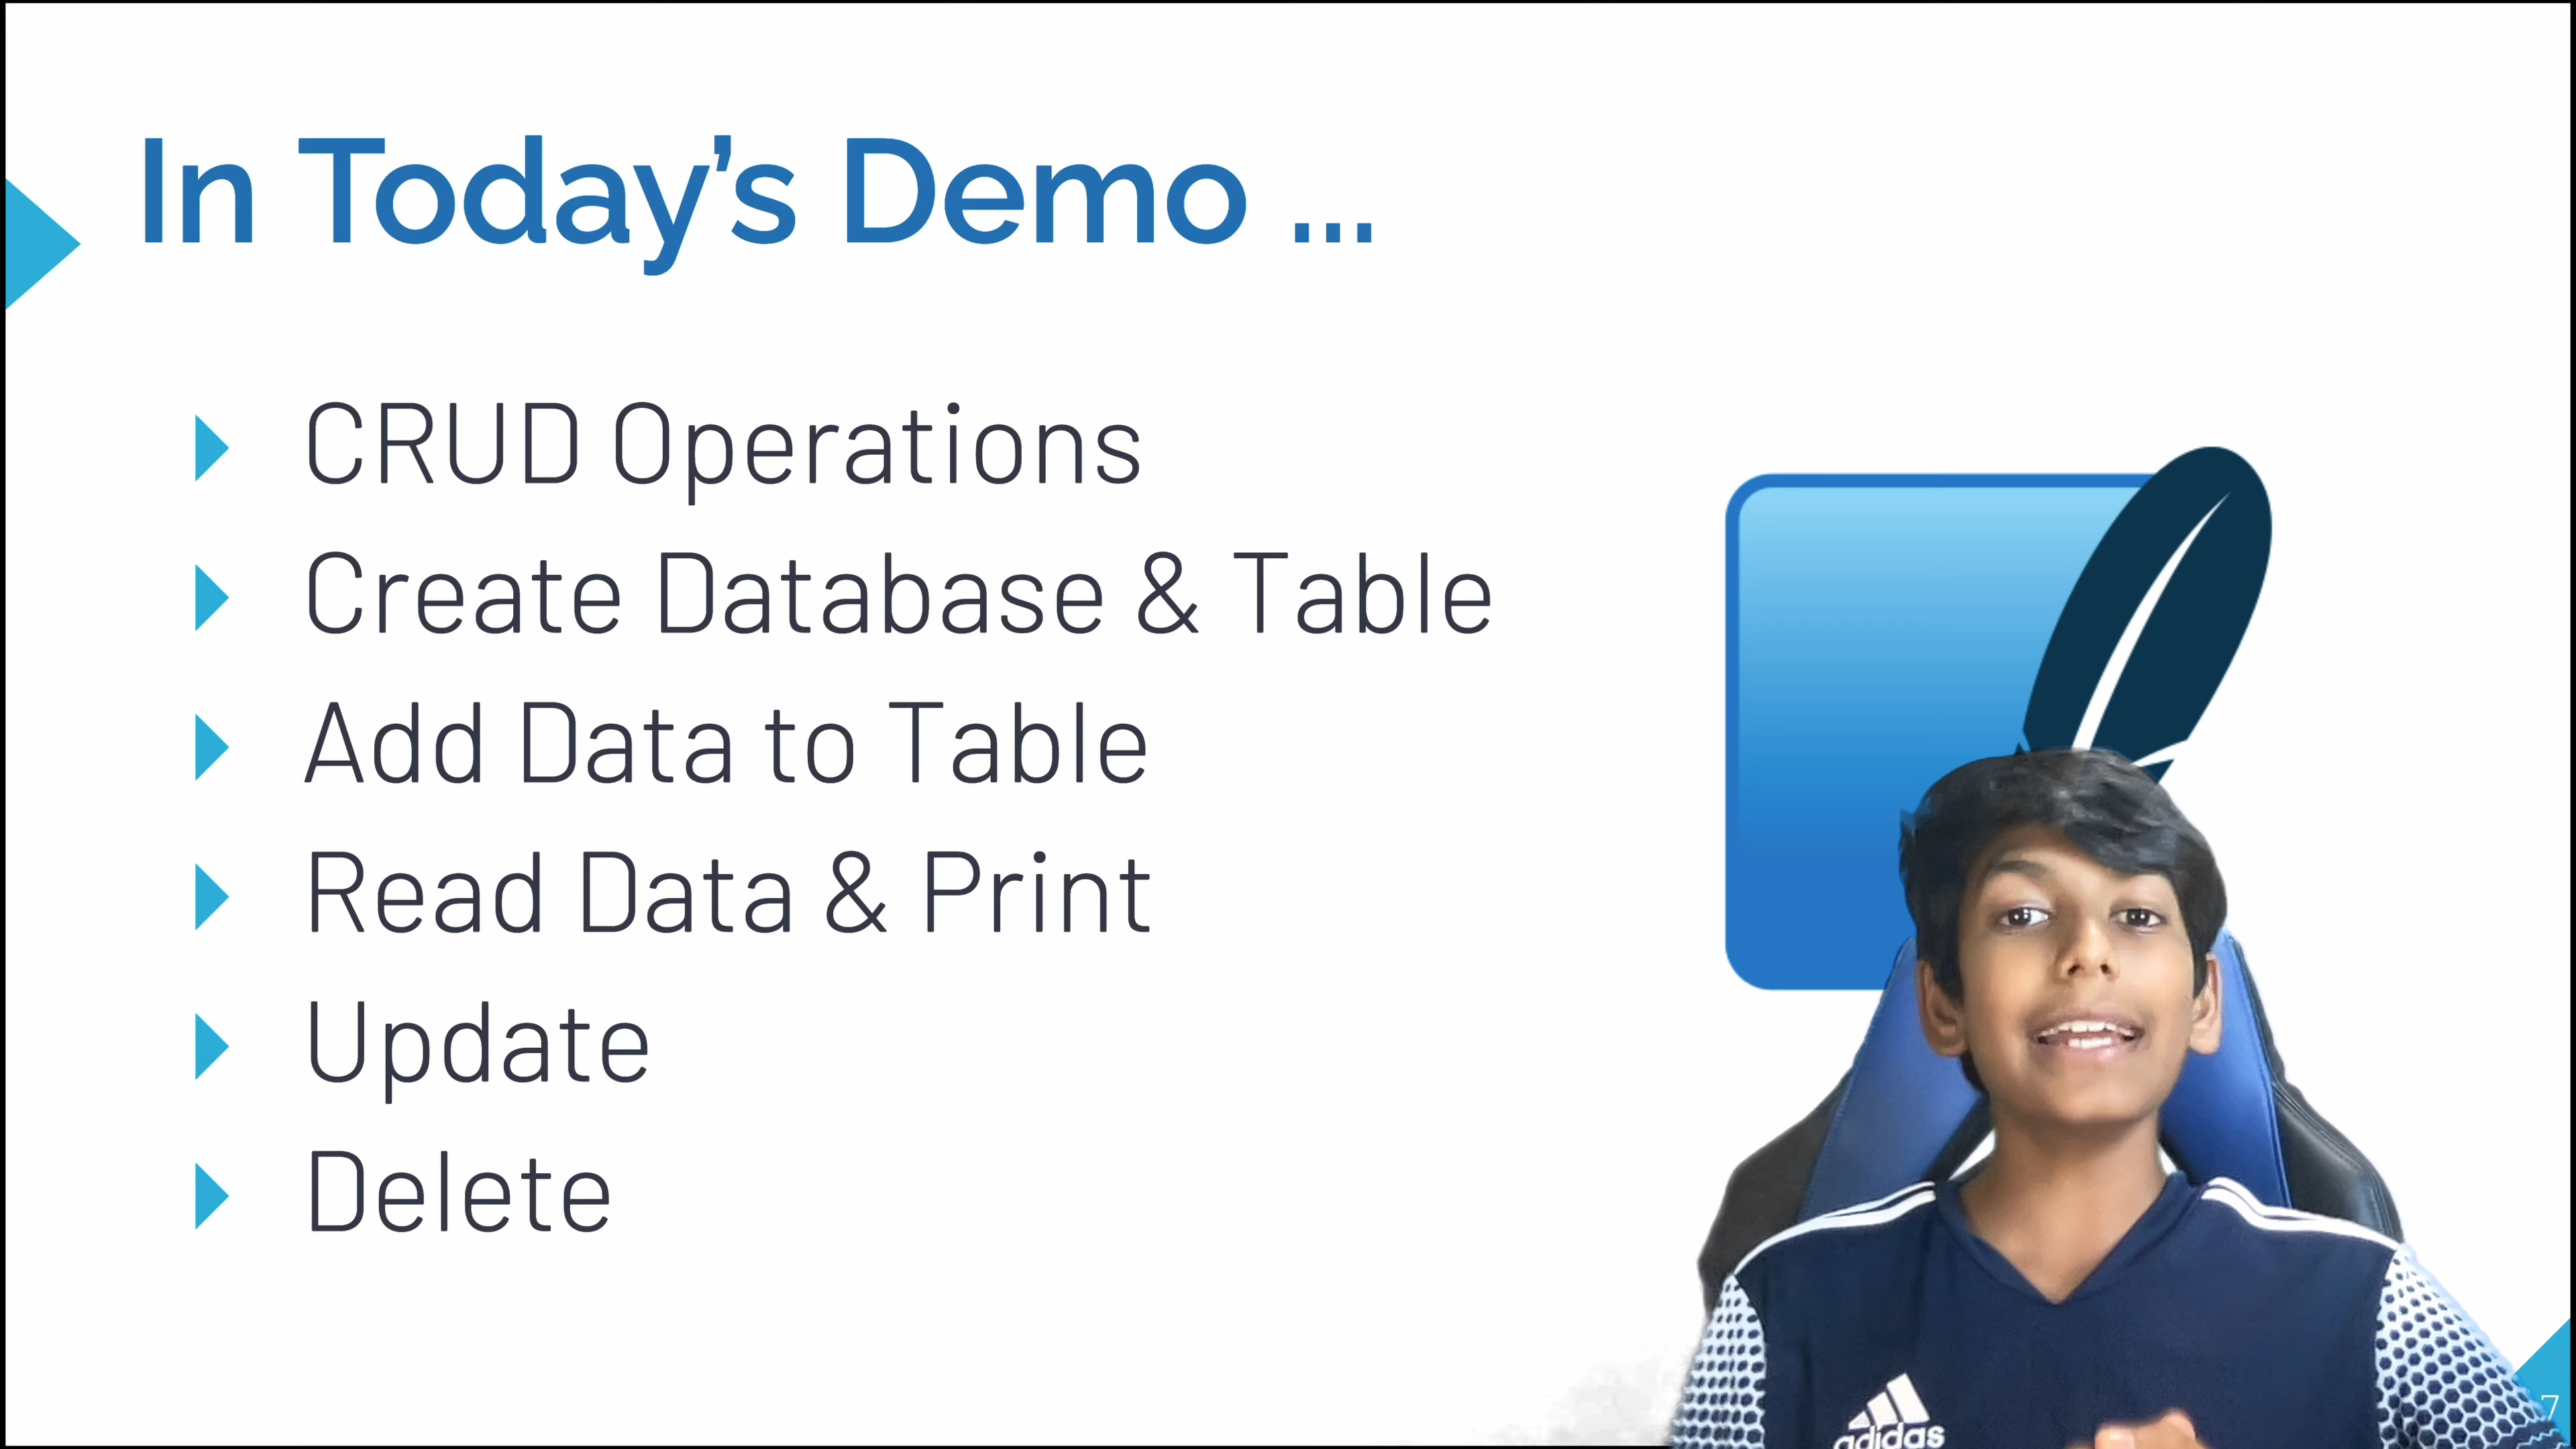 In Today’s Demo ...
CRUD Operations
Create Database & Table
Add Data to Table
Read Data & Print
Update
Delete
adidas
7